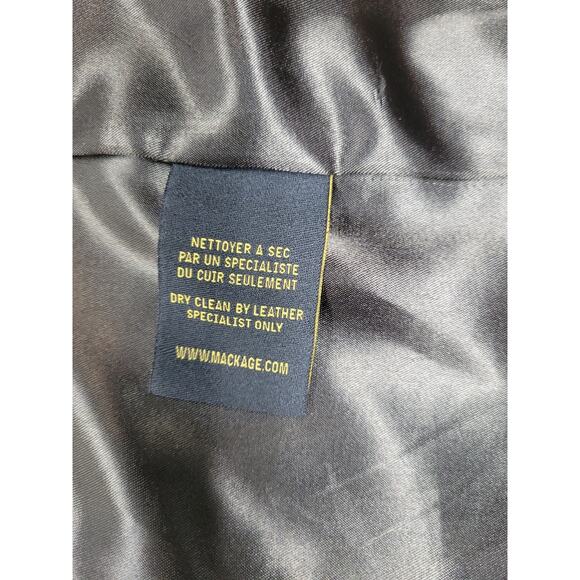 NETTOYER A SEC
PAR UN SPECIALISTE
DU CUIR SEULEMENT
DRY CLEAN BY LEATHER
SPECIALIST ONLY
WWW.MACKAGE.COM